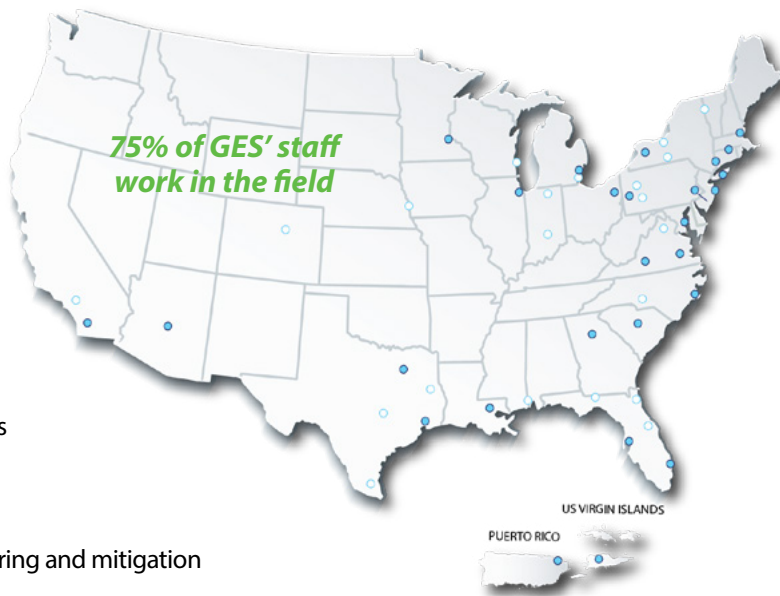 75% of GES’ staff
work in the field
s
US VIRGIN ISLANDS
PUERTO RICO
ring and mitigation